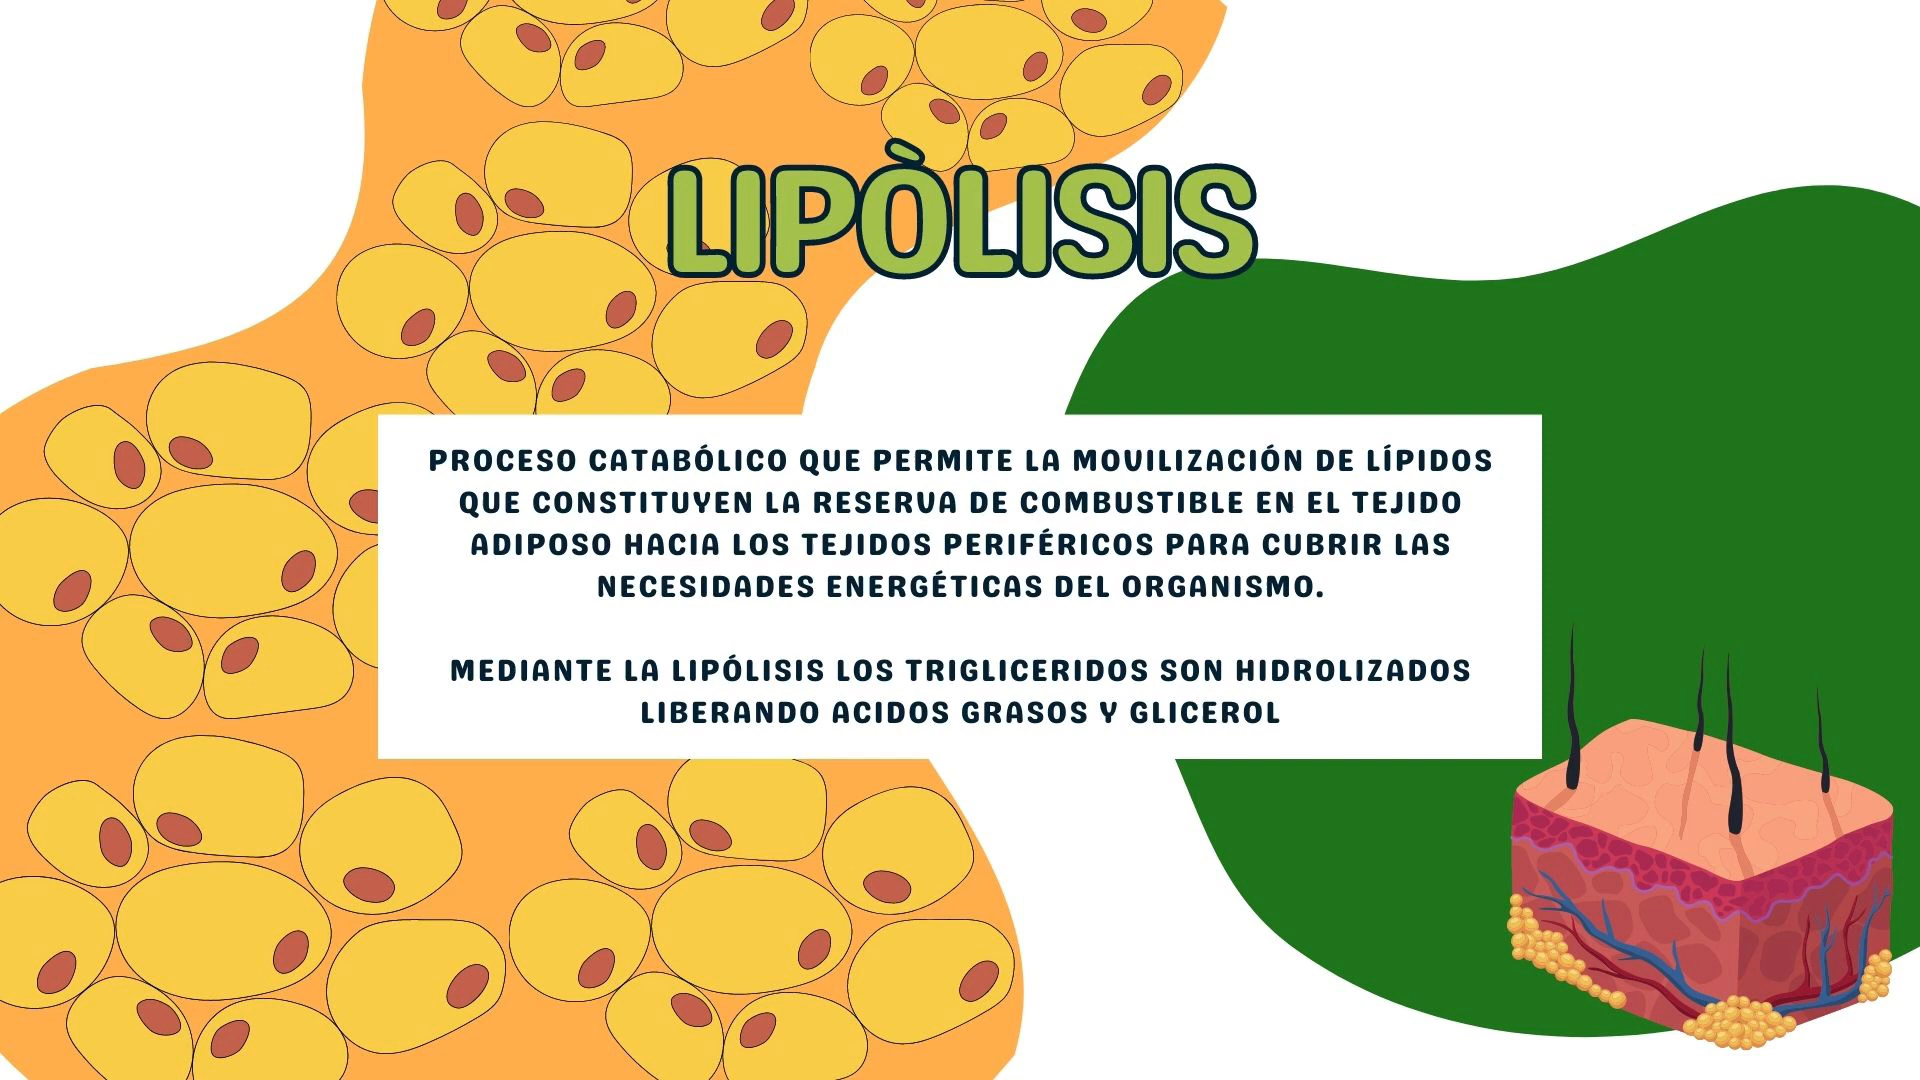 LIPÒLISIS
PROCESO CATABÓLICO QUE PERMITE LA MOVILIZACIÓN DE LÍPIDOS
QUE CONSTITUYEN LA RESERVA DE COMBUSTIBLE EN EL TEJIDO
ADIPOSO HACIA LOS TEJIDOS PERIFÉRICOS PARA CUBRIR LAS
NECESIDADES ENERGÉTICAS DEL ORGANISMO.
MEDIANTE LA LIPÓLISIS LOS TRIGLICERIDOS SON HIDROLIZADOS
LIBERANDO ACIDOS GRASOS Y GLICEROL